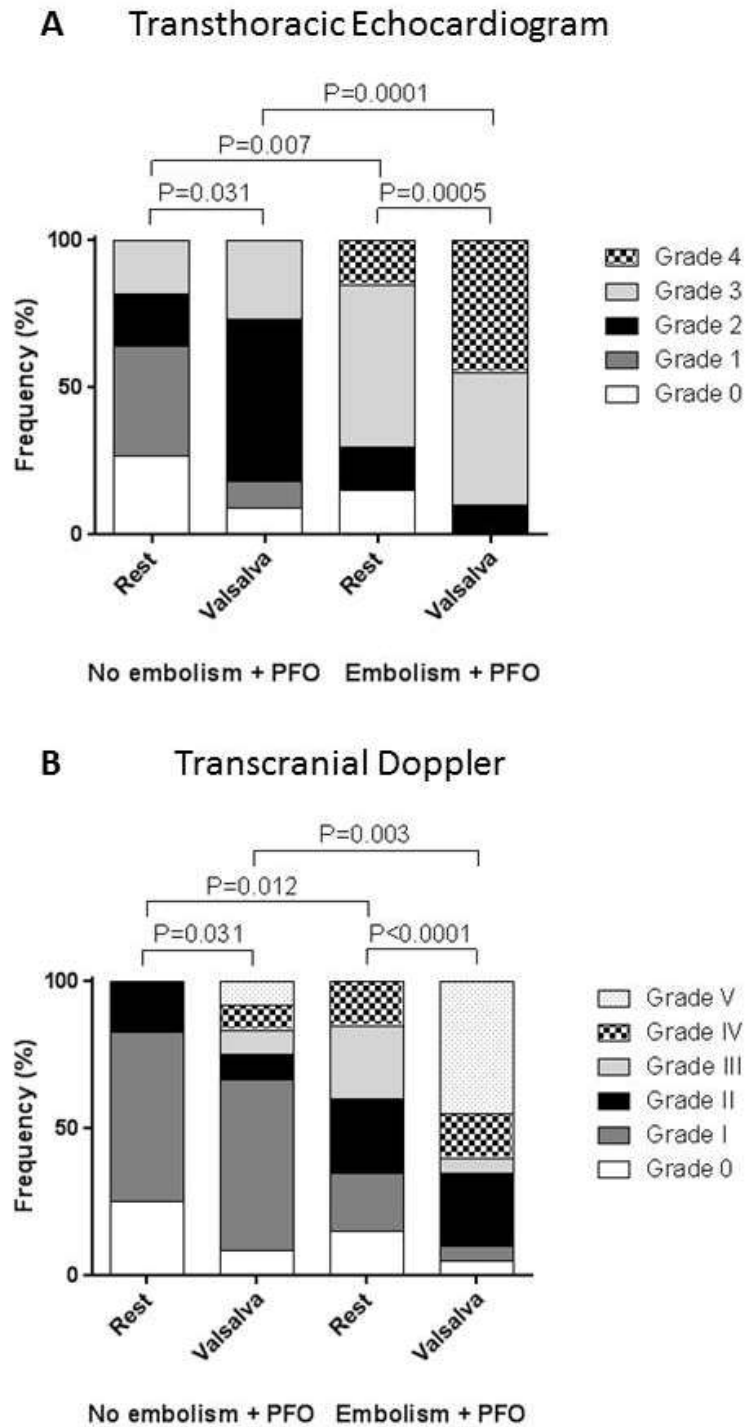 A Transthoracic Echocardiogram
P=0.0001
P=0.007
P=0.031 P=0.0005
100
50
0
Frequency (%)
Grade 4
Grade 3
Grade 2
Grade 1
Grade 0
Rest Valsalva Rest Valsalva
No embolism + PFO Embolism + PFO
B Transcranial Doppler
P=0.003
P=0.012
P=0.031 P<0.0001
100
50
0
Frequency (%)
Grade V
Grade IV
Grade III
Grade II
Grade I
Grade 0
Rest Valsalva Rest Valsalva
No embolism + PFO Embolism + PFO